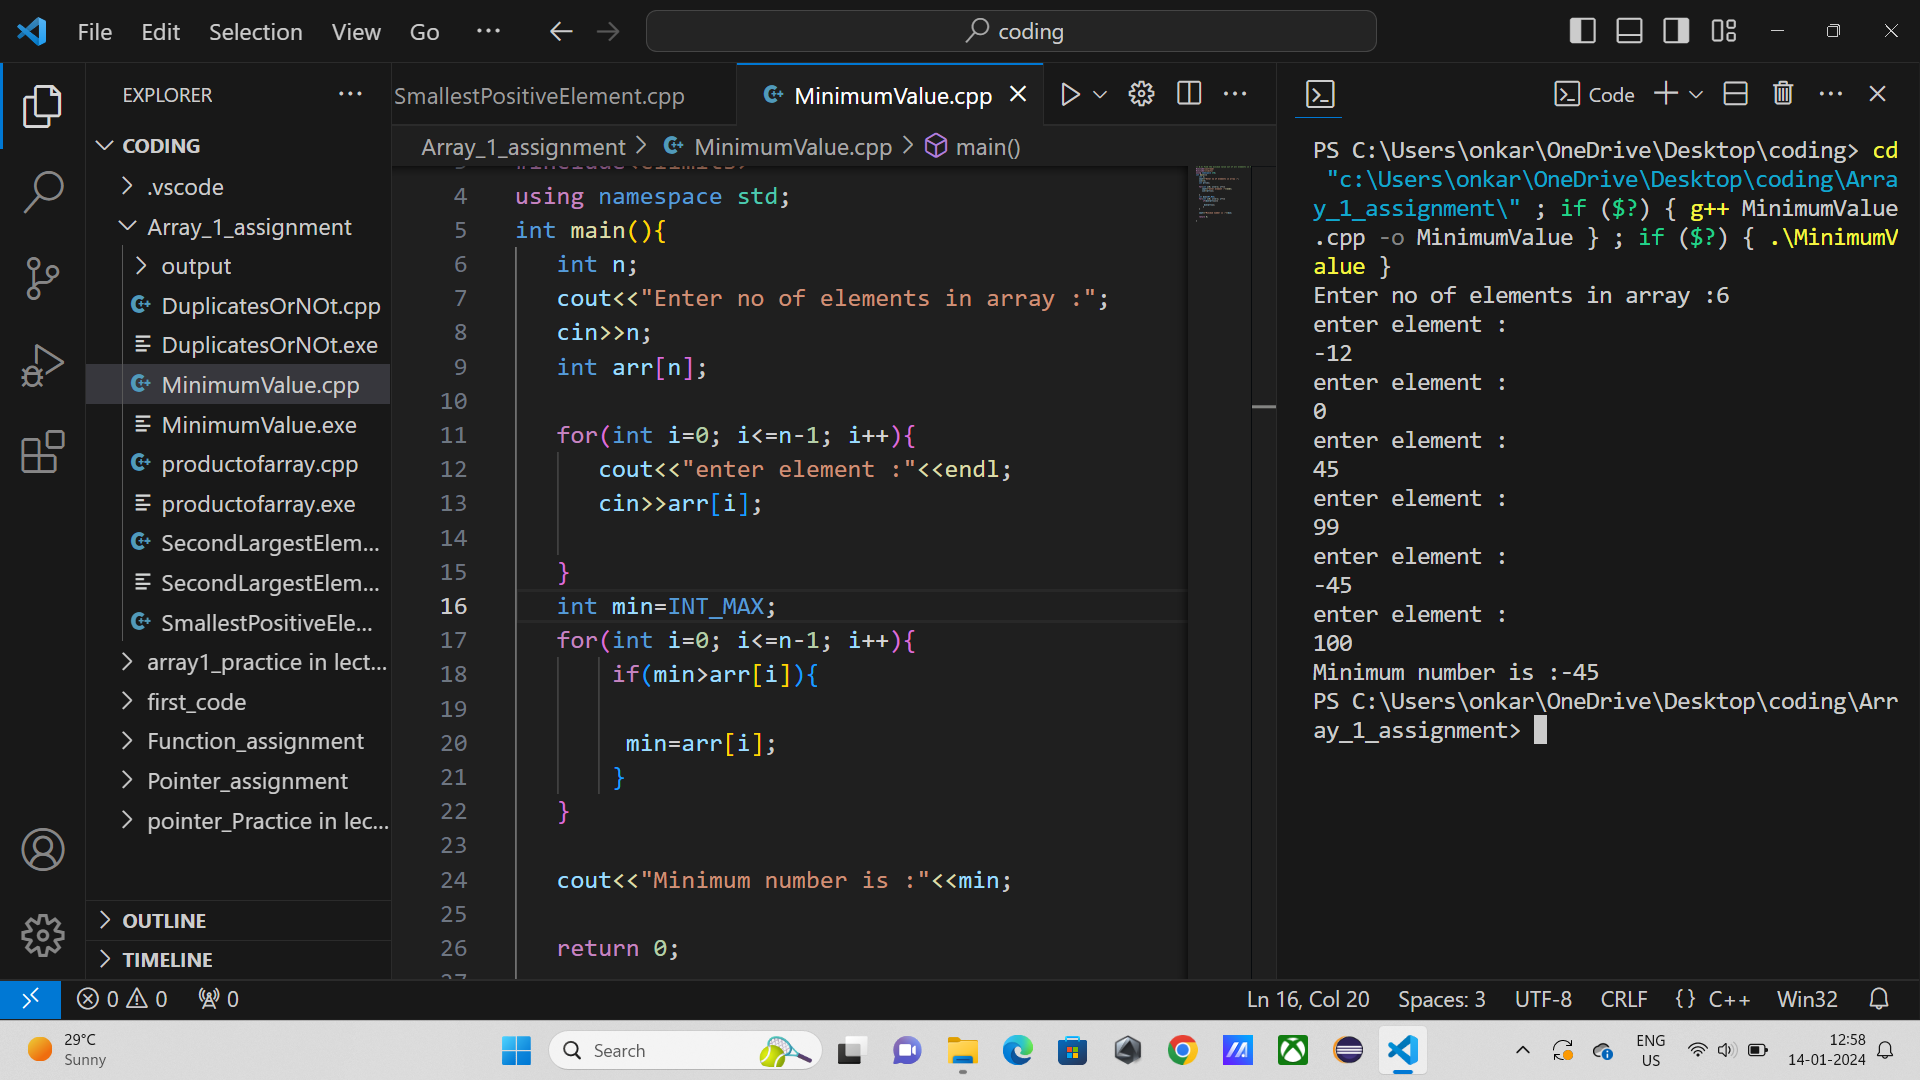 File Edit Selection View Go ··· coding
EXPLORER ···
CODING
.vscode
Array_1_assignment
output
DuplicatesOrNOt.cpp
DuplicatesOrNOt.exe
MinimumValue.cpp
MinimumValue.exe
productofarray.cpp
productofarray.exe
SecondLargestElem...
SecondLargestElem...
SmallestPositiveEle...
array1_practice in lect...
first_code
Function_assignment
Pointer_assignment
pointer_Practice in lec...
OUTLINE
TIMELINE
SmallestPositiveElement.cpp MinimumValue.cpp
Array_1_assignment > MinimumValue.cpp > main()
4 using namespace std;
5 int main(){
6 int n;
7 cout<<"Enter no of elements in array :";
8 cin>>n;
9 int arr[n];
10
11 for(int i=0; i<=n-1; i++){
12 cout<<"enter element :"<<endl;
13 cin>>arr[i];
14
15 }
16 int min=INT_MAX;
17 for(int i=0; i<=n-1; i++){
18 if(min>arr[i]){
19
20 min=arr[i];
21 }
22 }
23
24 cout<<"Minimum number is :"<<min;
25
26 return 0;
Code
PS C:\Users\onkar\OneDrive\Desktop\coding> cd
"c:\Users\onkar\OneDrive\Desktop\coding\Arra
y_1_assignment\" ; if ($?) { g++ MinimumValue
.cpp -o MinimumValue } ; if ($?) { .\MinimumV
alue }
Enter no of elements in array :6
enter element :
-12
enter element :
0
enter element :
45
enter element :
99
enter element :
-45
enter element :
100
Minimum number is :-45
PS C:\Users\onkar\OneDrive\Desktop\coding\Arr
ay_1_assignment>
0 0 0 Ln 16, Col 20 Spaces: 3 UTF-8 CRLF {} C++ Win32
29°C
Sunny
Search
ENG
US
12:58
14-01-2024